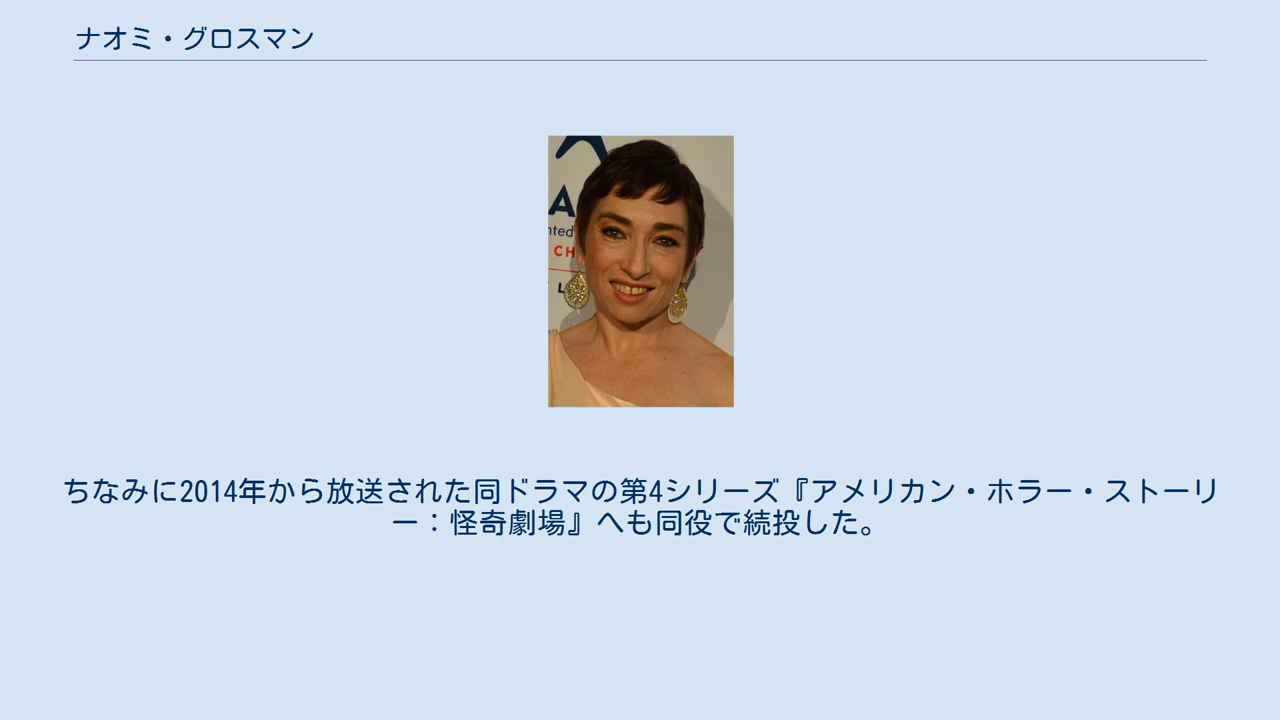 ナオミ・グロスマン
A
nted
CH
L
ちなみに2014年から放送された同ドラマの第4シリーズ『アメリカン・ホラー・ストーリ
ー：怪奇劇場』へも同役で続投した。